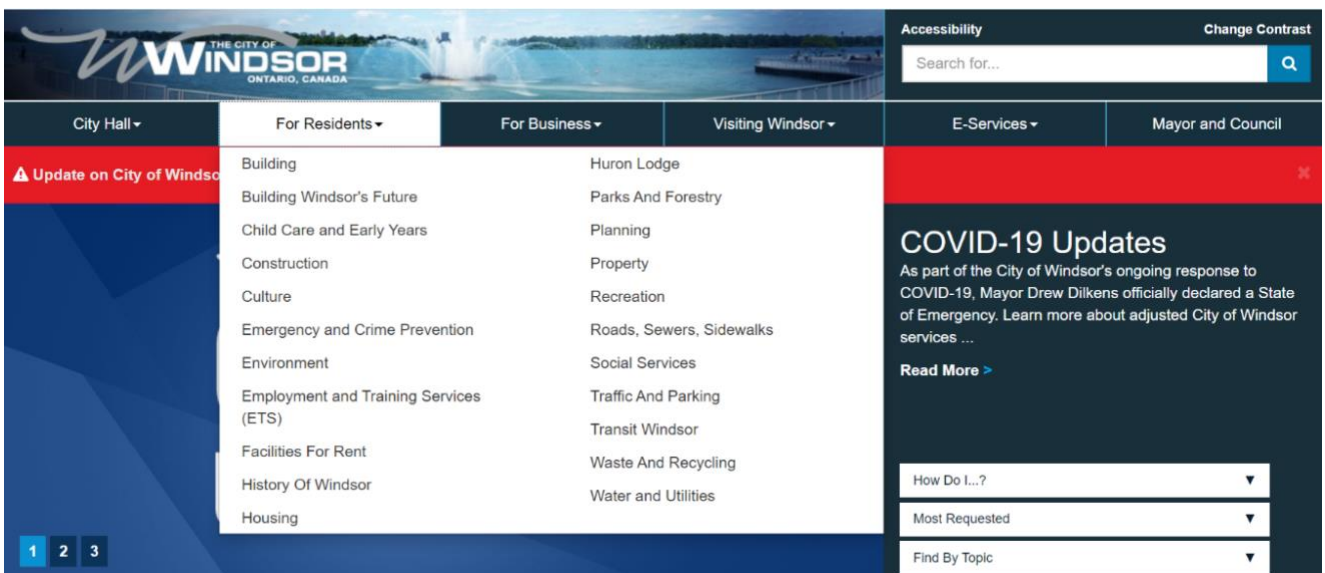 THE CITY OF
WINDSOR
ONTARIO, CANADA
Accessibility
Change Contrast
Search for...
City Hall
For Residents
For Business
Visiting Windsor
E-Services
Mayor and Council
Update on City of Windso
Building
Building Windsor's Future
Child Care and Early Years
Construction
Culture
Emergency and Crime Prevention
Environment
Employment and Training Services
(ETS)
Facilities For Rent
History Of Windsor
Housing
Huron Lodge
Parks And Forestry
Planning
Property
Recreation
Roads, Sewers, Sidewalks
Social Services
Traffic And Parking
Transit Windsor
Waste And Recycling
Water and Utilities
COVID-19 Updates
As part of the City of Windsor's ongoing response to
COVID-19, Mayor Drew Dilkens officially declared a State
of Emergency. Learn more about adjusted City of Windsor
services ...
Read More >
How Do I...?
Most Requested
Find By Topic
1 2 3